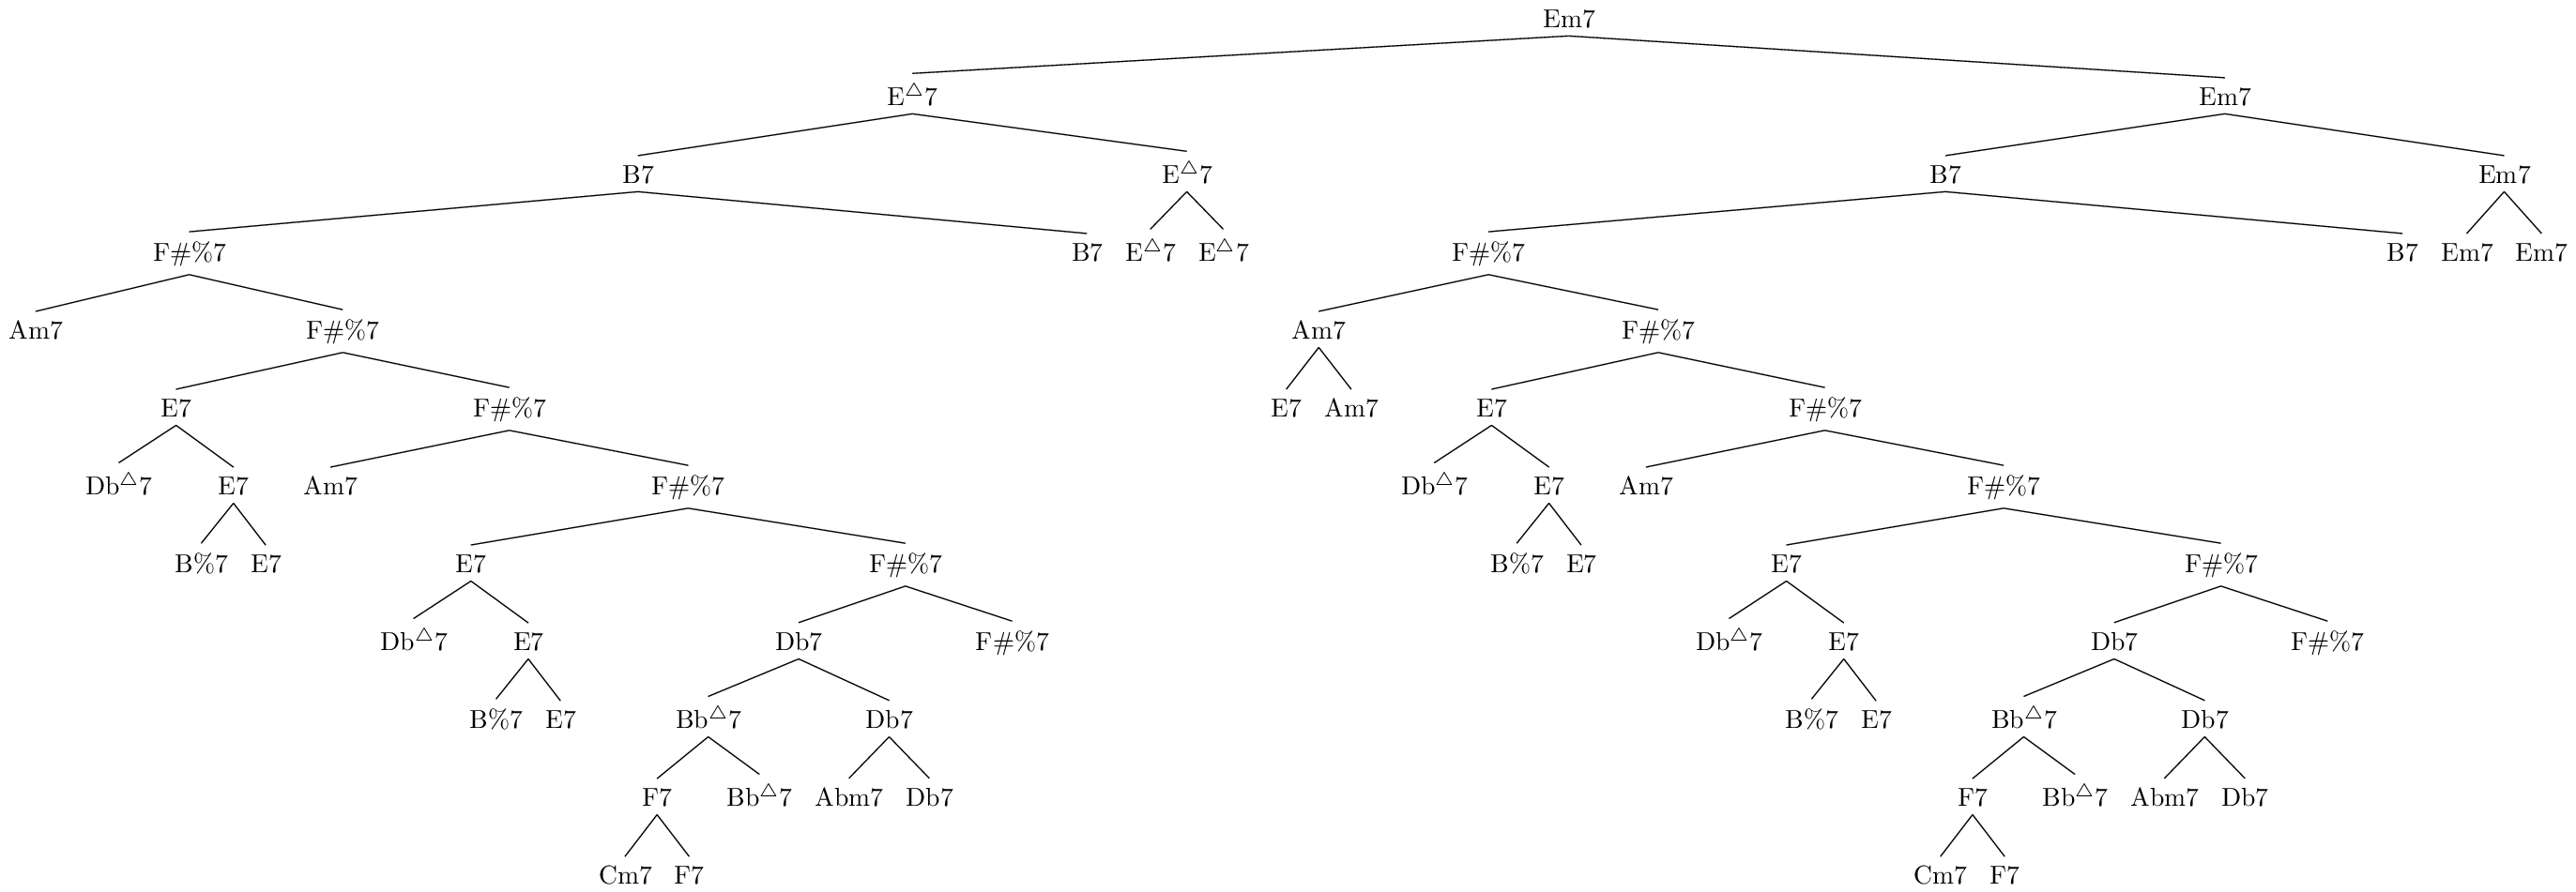 Em7
E△7 Em7
B7 E△7 B7 Em7
F#%7 B7 E△7 E△7 F#%7 B7 Em7 Em7
Am7 F#%7 Am7 F#%7
E7 F#%7 E7 Am7 E7 F#%7
Db△7 E7 Am7 F#%7 Db△7 E7 Am7 F#%7
B%7 E7 E7 F#%7 B%7 E7 E7 F#%7
Db△7 E7 Db7 F#%7 Db△7 E7 Db7 F#%7
B%7 E7 Bb△7 Db7 B%7 E7 Bb△7 Db7
F7 Bb△7 Abm7 Db7 F7 Bb△7 Abm7 Db7
Cm7 F7 Cm7 F7